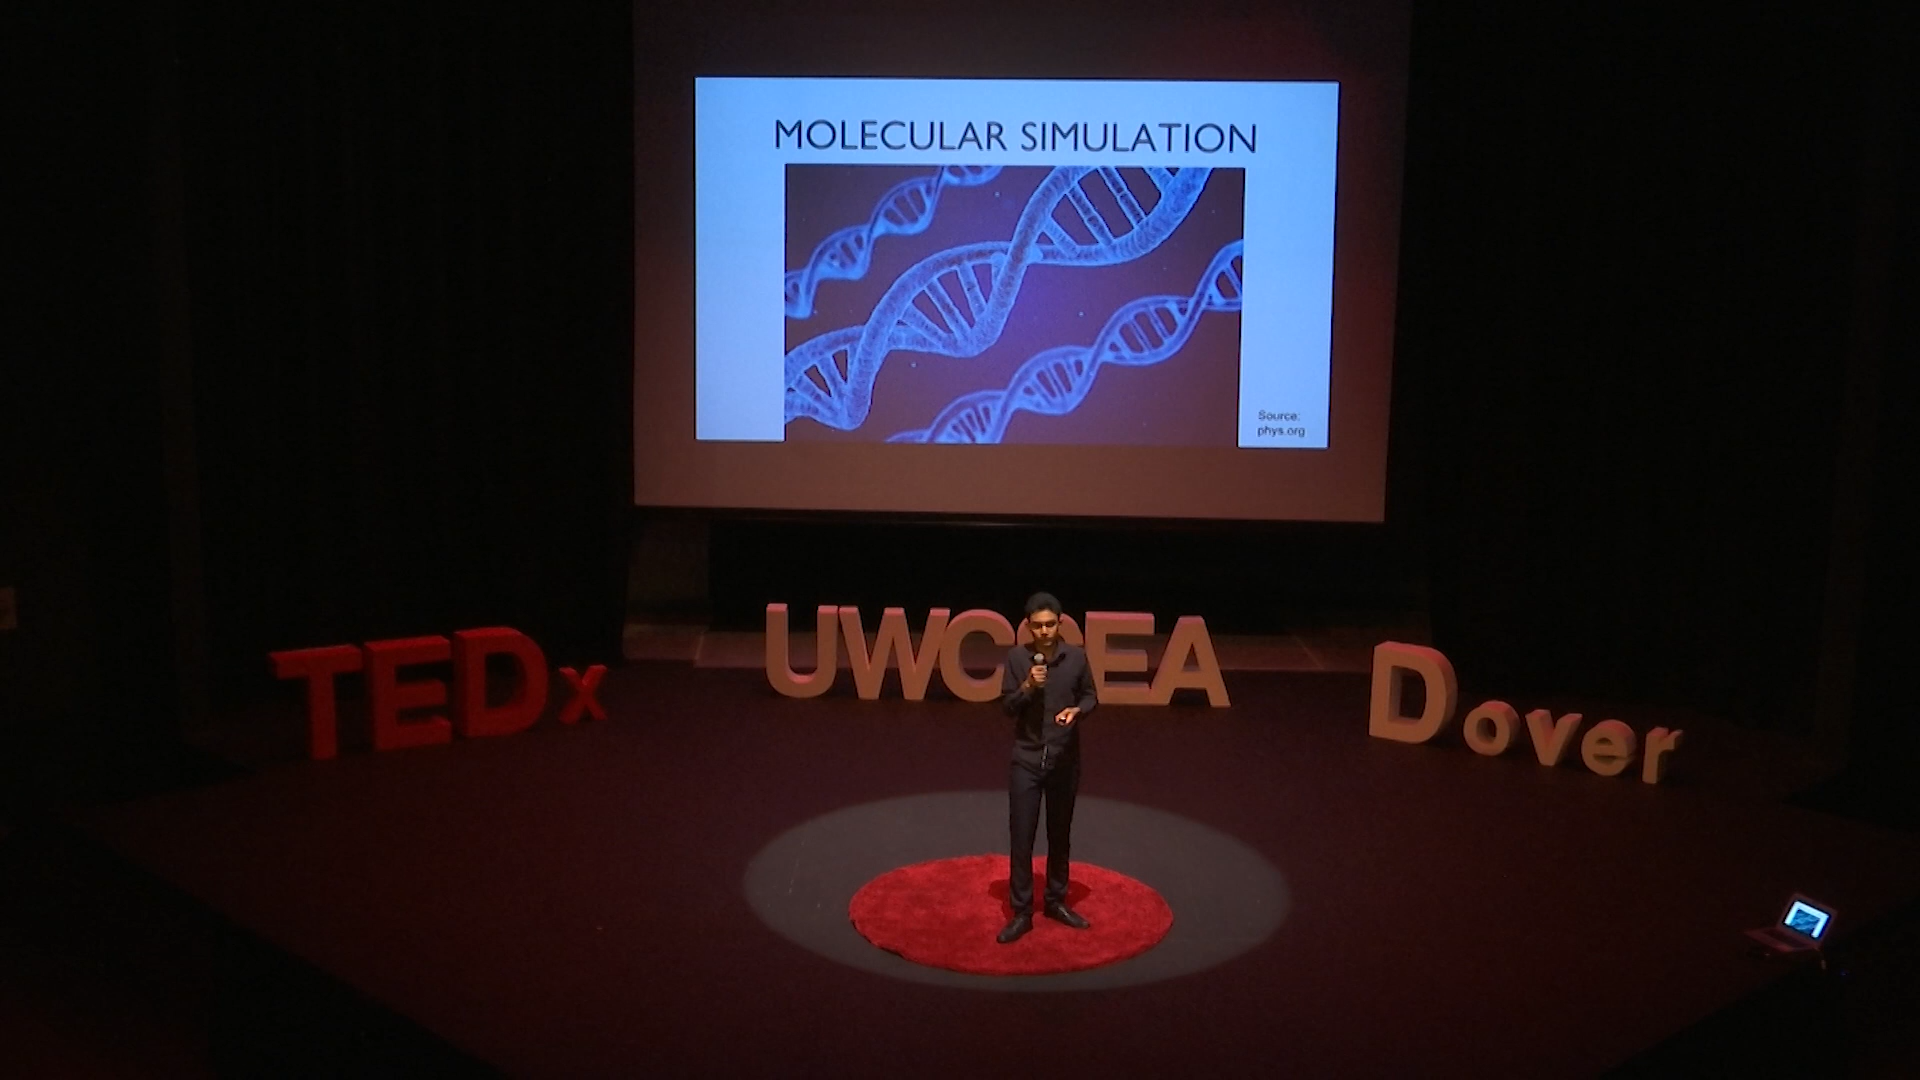 MOLECULAR SIMULATION
Source:
phys.org
TEDx
UWCSEA
Dover